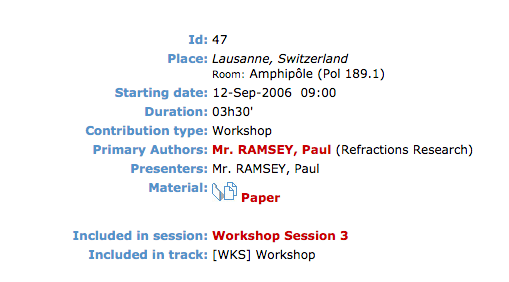 Id: 47
Place: Lausanne, Switzerland
Room: Amphipôle (Pol 189.1)
Starting date: 12-Sep-2006 09:00
Duration: 03h30'
Contribution type: Workshop
Primary Authors: Mr. RAMSEY, Paul (Refractions Research)
Presenters: Mr. RAMSEY, Paul
Material: Paper
Included in session: Workshop Session 3
Included in track: [WKS] Workshop